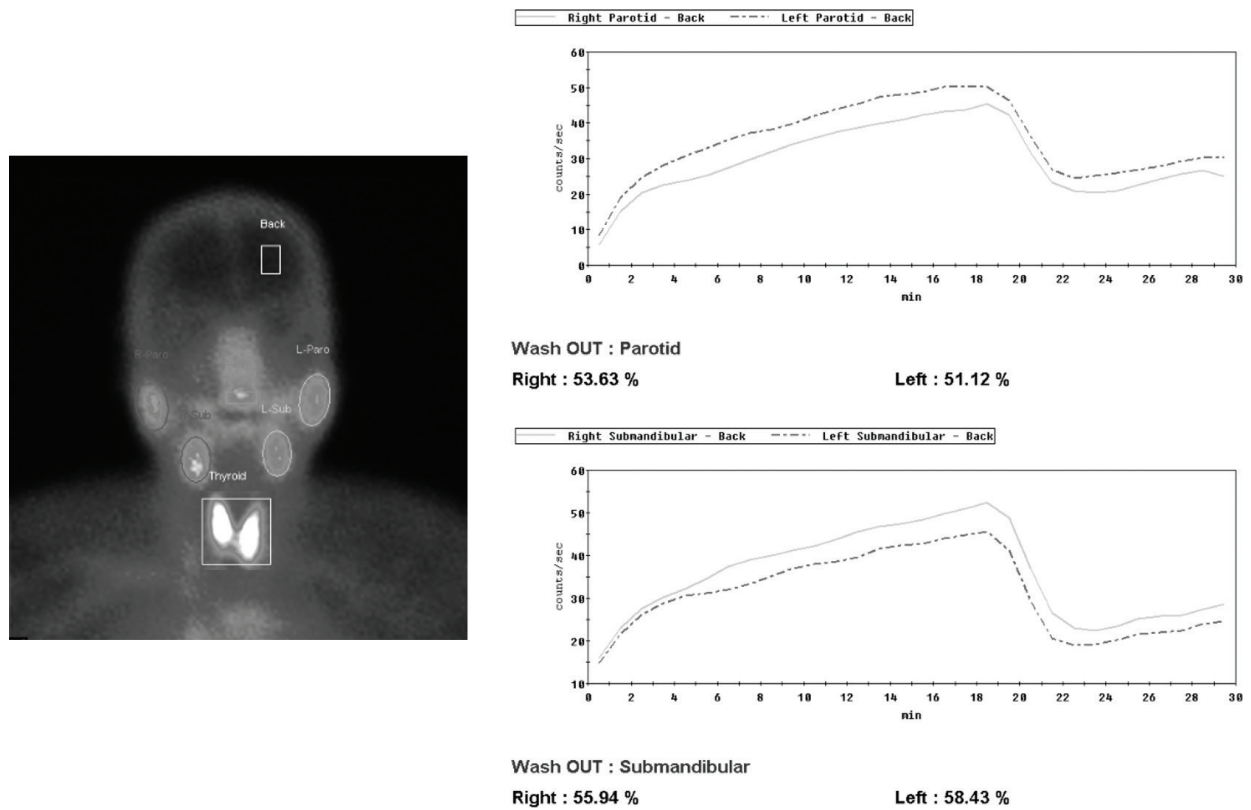 Back
R-Paro
L-Paro
Sub
L-Sub
Thyroid
Right Parotid - Back Left Parotid - Back
60
50
40
30
20
10
0
counts/sec
0 2 4 6 8 10 12 14 16 18 20 22 24 26 28 30
min
Wash OUT : Parotid
Right : 53.63 % Left : 51.12 %
Right Submandibular - Back Left Submandibular - Back
60
50
40
30
20
10
counts/sec
0 2 4 6 8 10 12 14 16 18 20 22 24 26 28 30
min
Wash OUT : Submandibular
Right : 55.94 % Left : 58.43 %